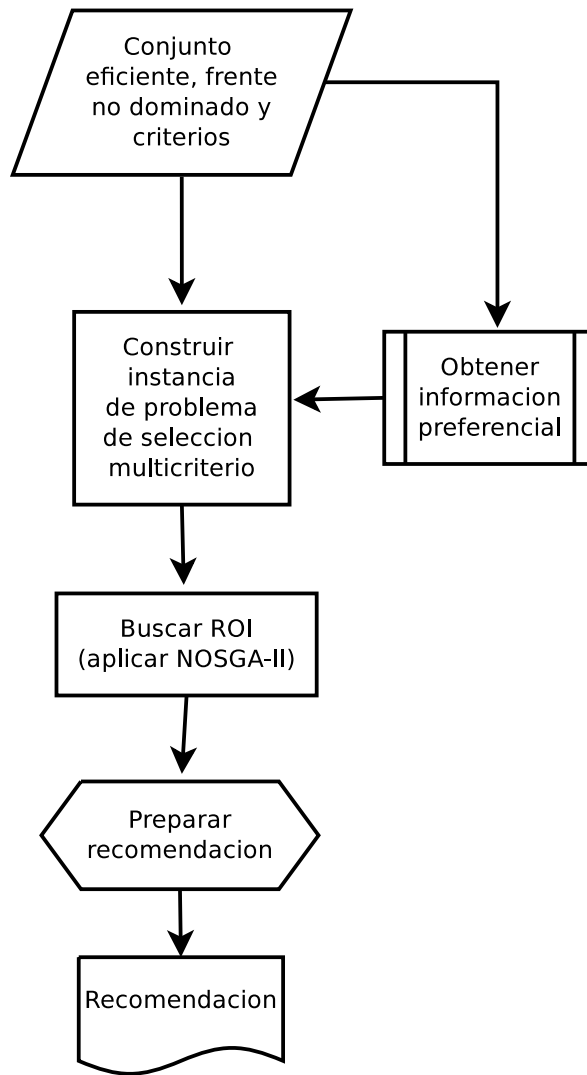 Conjunto
eficiente, frente
no dominado y
criterios
Construir
instancia
de problema
de seleccion
multicriterio
Obtener
informacion
preferencial
Buscar ROI
(aplicar NOSGA-II)
Preparar
recomendacion
Recomendacion